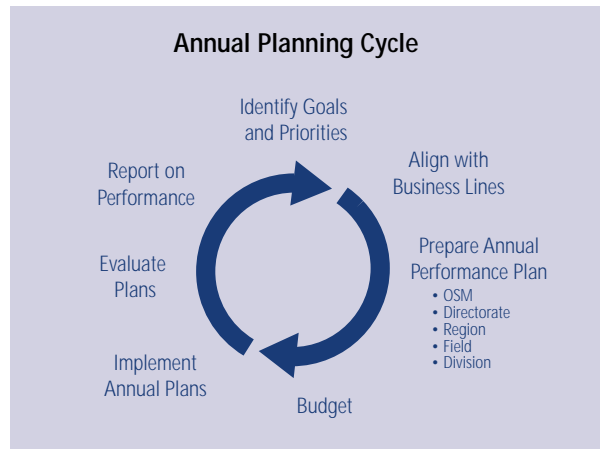 Annual Planning Cycle
Identify Goals
and Priorities
Align with
Business Lines
Prepare Annual
Performance Plan
• OSM
• Directorate
• Region
• Field
• Division
Budget
Implement
Annual Plans
Evaluate
Plans
Report on
Performance